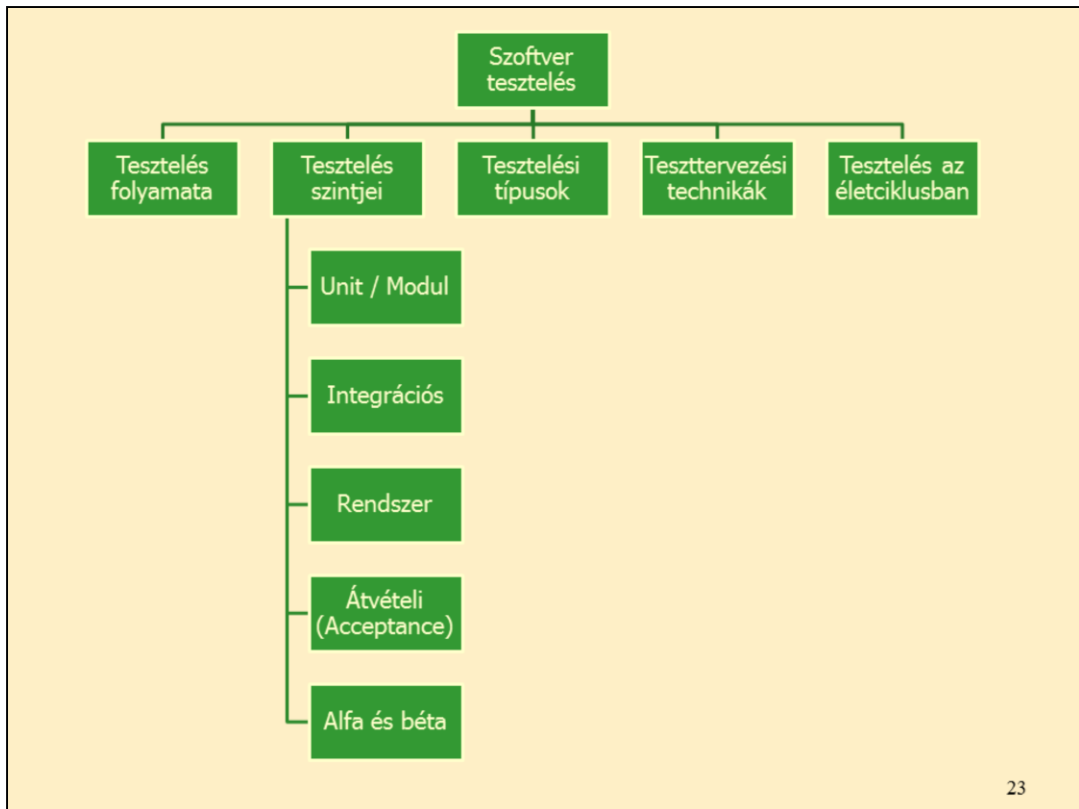 Szoftver
tesztelés
Tesztelés
folyamata
Tesztelés
szintjei
Tesztelési
típusok
Teszttervezési
technikák
Tesztelés az
életciklusban
Unit / Modul
Integrációs
Rendszer
Átvételi
(Acceptance)
Alfa és béta
23